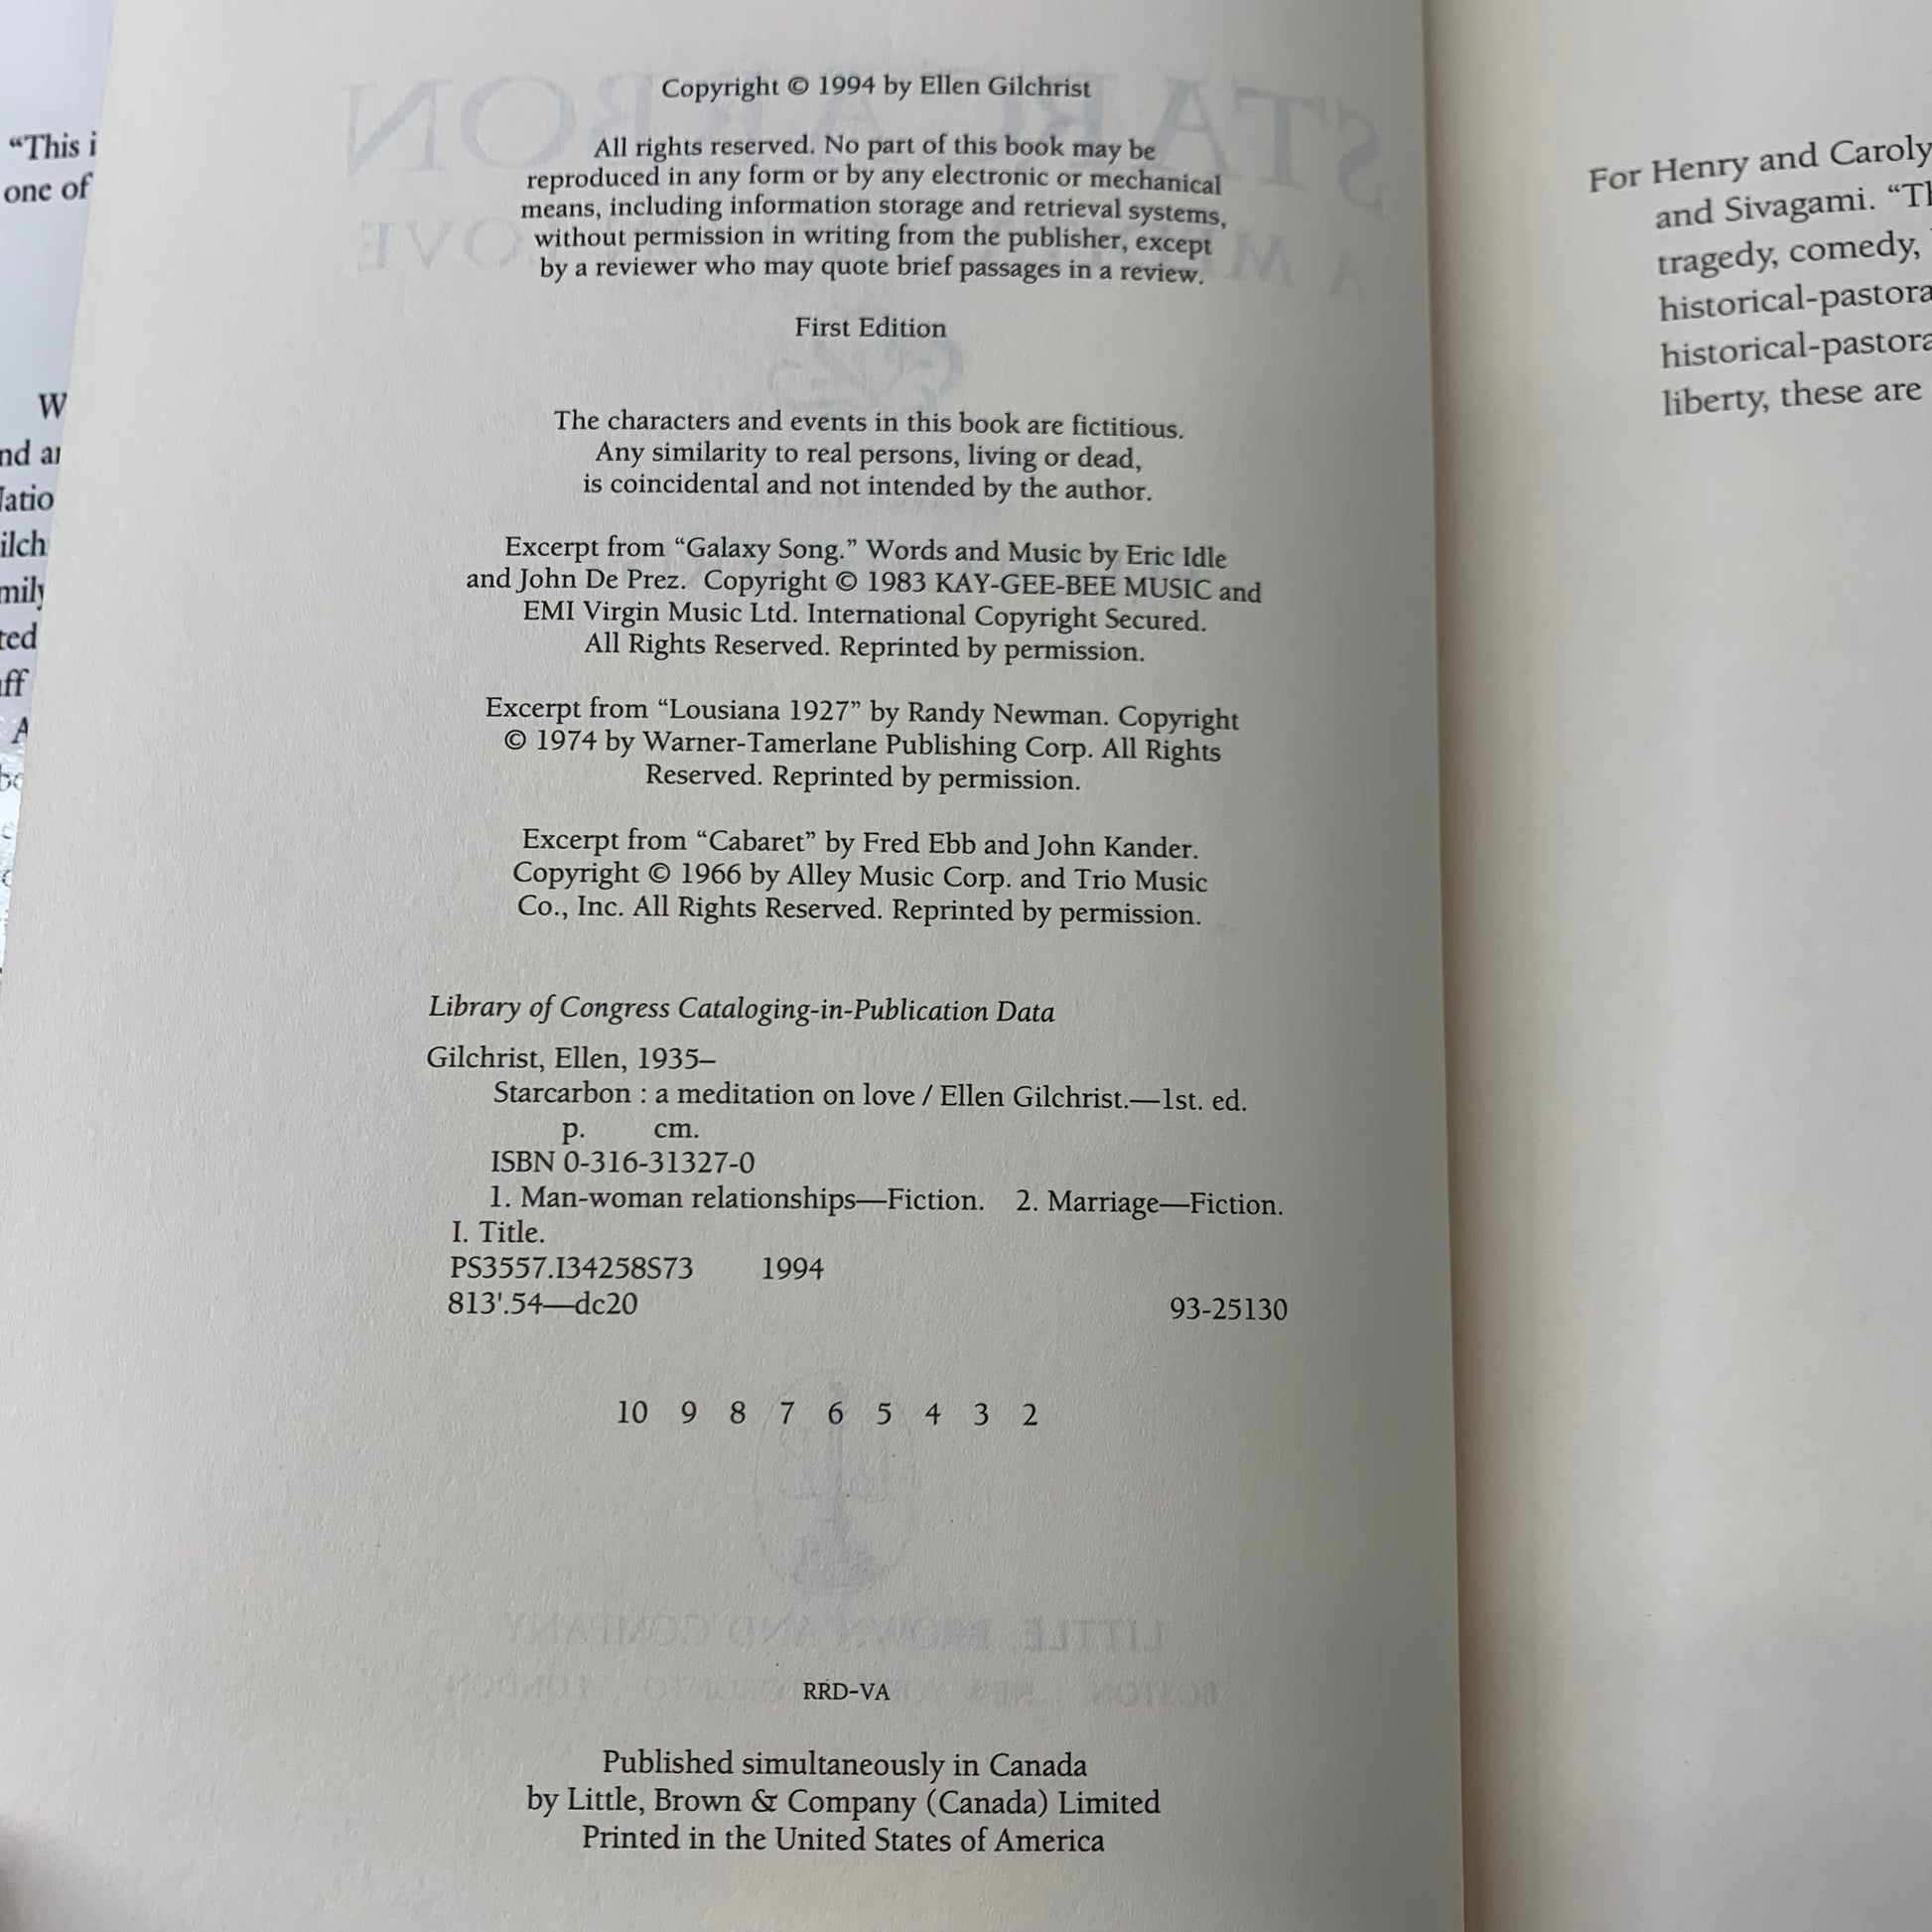 "This i
one of
W
nd a
ilch
mily
ted
ff
A
Copyright © 1994 by Ellen Gilchrist
All rights reserved. No part of this book may be
reproduced in any form or by any electronic or mechanical
means, including information storage and retrieval systems,
without permission in writing from the publisher, except
by a reviewer who may quote brief passages in a review.
First Edition
The characters and events in this book are fictitious.
Any similarity to real persons, living or dead,
is coincidental and not intended by the author.
Excerpt from “Galaxy Song.” Words and Music by Eric Idle
and John De Prez. Copyright © 1983 KAY-GEE-BEE MUSIC and
EMI Virgin Music Ltd. International Copyright Secured.
All Rights Reserved. Reprinted by permission.
Excerpt from “Lousiana 1927” by Randy Newman. Copyright
© 1974 by Warner-Tamerlane Publishing Corp. All Rights
Reserved. Reprinted by permission.
Excerpt from “Cabaret” by Fred Ebb and John Kander.
Copyright © 1966 by Alley Music Corp. and Trio Music
Co., Inc. All Rights Reserved. Reprinted by permission.
Library of Congress Cataloging-in-Publication Data
Gilchrist, Ellen, 1935–
Starcarbon : a meditation on love / Ellen Gilchrist.—1st. ed.
p. cm.
ISBN 0-316-31327-0
1. Man-woman relationships—Fiction. 2. Marriage—Fiction.
I. Title.
PS3557.I34258S73 1994
813'.54—dc20 93-25130
10 9 8 7 6 5 4 3 2
RRD-VA
Published simultaneously in Canada
by Little, Brown & Company (Canada) Limited
Printed in the United States of America
For Henry and Caroly
and Sivagami. “Th
tragedy, comedy,
historical-pastora
historical-pastora
liberty, these are